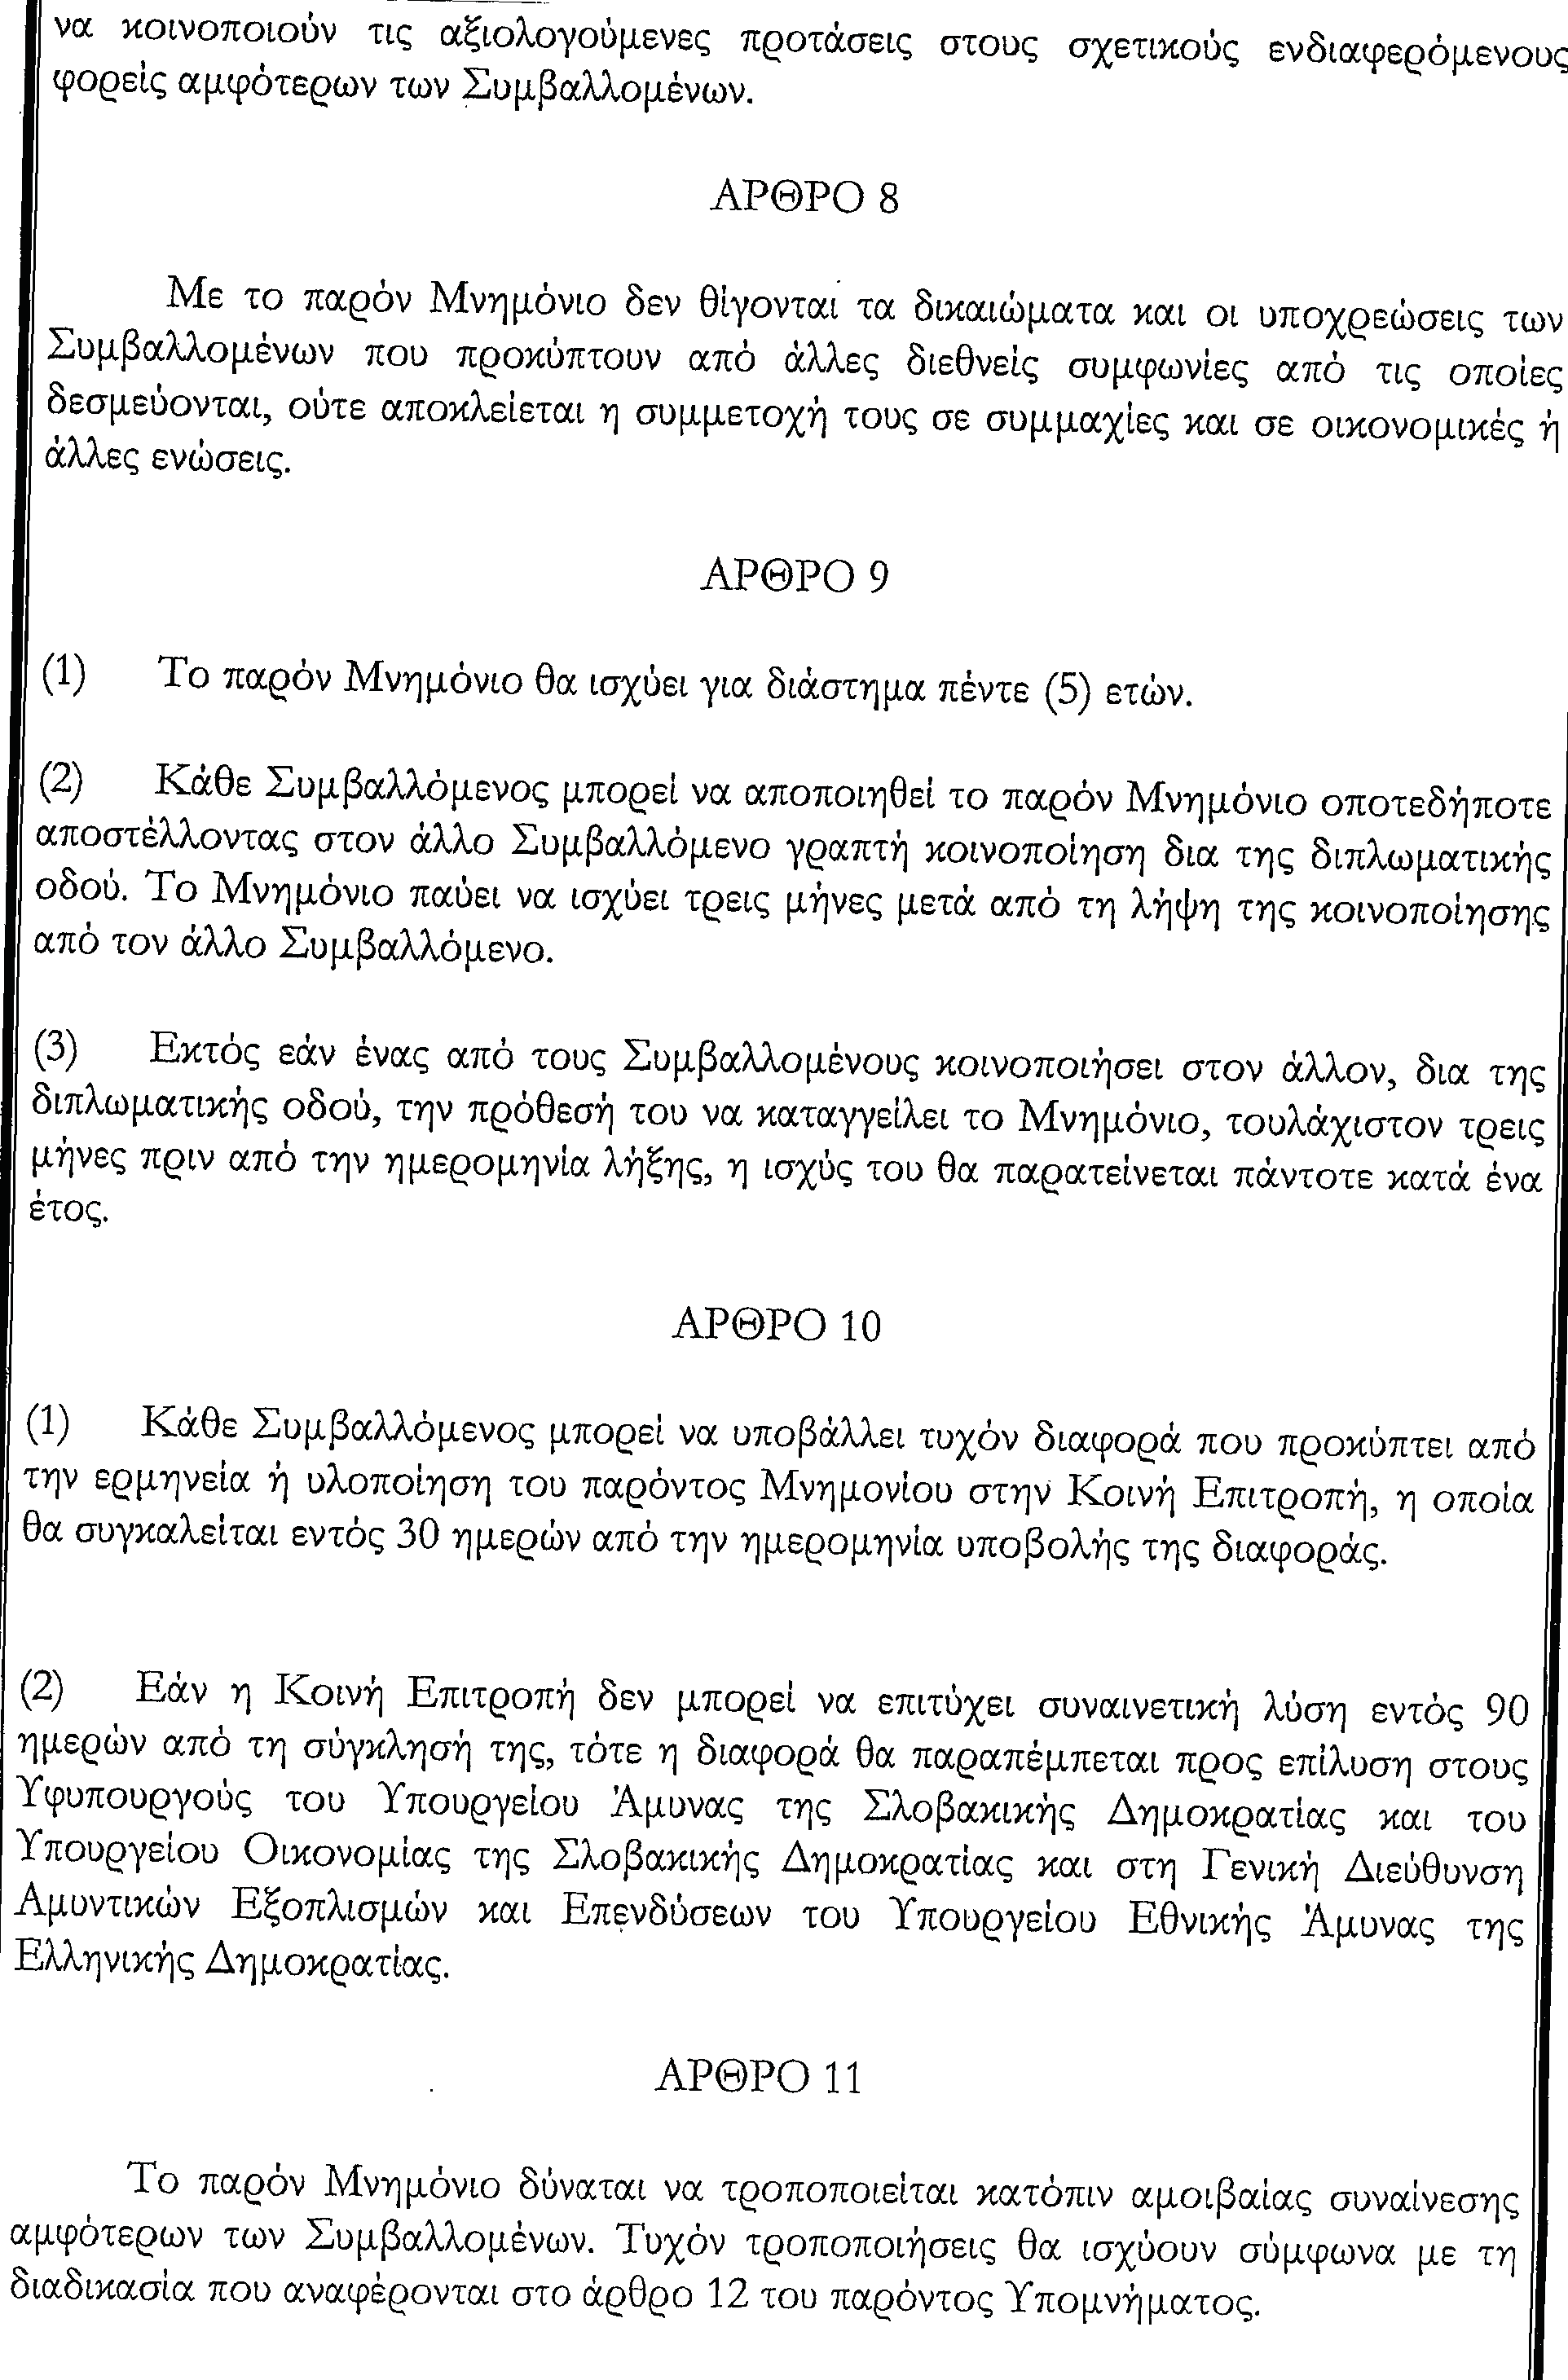 να κοινοποιούν τις αξιολογούμενες προτάσεις στους σχετικούς ενδιαφερόμενους
φορείς αμφότερων των Συμβαλλομένων.
ΑΡΘΡΟ 8
Με το παρόν Μνημόνιο δεν θίγονται τα δικαιώματα και οι υποχρεώσεις των
Συμβαλλομένων που προκύπτουν από άλλες διεθνείς συμφωνίες από τις οποίες
δεσμεύονται, ούτε αποκλείεται η συμμετοχή τους σε συμμαχίες και σε οικονομικές ή
άλλες ενώσεις.
ΑΡΘΡΟ 9
(1) Το παρόν Μνημόνιο θα ισχύει για διάστημα πέντε (5) ετών.
(2) Κάθε Συμβαλλόμενος μπορεί να αποποιηθεί το παρόν Μνημόνιο οποτεδήποτε
αποστέλλοντας στον άλλο Συμβαλλόμενο γραπτή κοινοποίηση δια της διπλωματικής
οδού. Το Μνημόνιο παύει να ισχύει τρεις μήνες μετά από τη λήψη της κοινοποίησης
από τον άλλο Συμβαλλόμενο.
(3) Εκτός εάν ένας από τους Συμβαλλομένους κοινοποιήσει στον άλλον, δια της
διπλωματικής οδού, την πρόθεσή του να καταγγείλει το Μνημόνιο, τουλάχιστον τρεις
μήνες πριν από την ημερομηνία λήξης, η ισχύς του θα παρατείνεται πάντοτε κατά ένα
έτος.
ΑΡΘΡΟ 10
(1) Κάθε Συμβαλλόμενος μπορεί να υποβάλλει τυχόν διαφορά που προκύπτει από
την ερμηνεία ή υλοποίηση του παρόντος Μνημονίου στην Κοινή Επιτροπή, η οποία
θα συγκαλείται εντός 30 ημερών από την ημερομηνία υποβολής της διαφοράς.
(2) Εάν η Κοινή Επιτροπή δεν μπορεί να επιτύχει συναινετική λύση εντός 90
ημερών από τη σύγκλησή της, τότε η διαφορά θα παραπέμπεται προς επίλυση στους
Υφυπουργούς του Υπουργείου Άμυνας της Σλοβακικής Δημοκρατίας και του
Υπουργείου Οικονομίας της Σλοβακικής Δημοκρατίας και στη Γενική Διεύθυνση
Αμυντικών Εξοπλισμών και Επενδύσεων του Υπουργείου Εθνικής Άμυνας της
Ελληνικής Δημοκρατίας.
ΑΡΘΡΟ 11
Το παρόν Μνημόνιο δύναται να τροποποιείται κατόπιν αμοιβαίας συναίνεσης
αμφότερων των Συμβαλλομένων. Τυχόν τροποποιήσεις θα ισχύουν σύμφωνα με τη
διαδικασία που αναφέρονται στο άρθρο 12 του παρόντος Υπομνήματος.